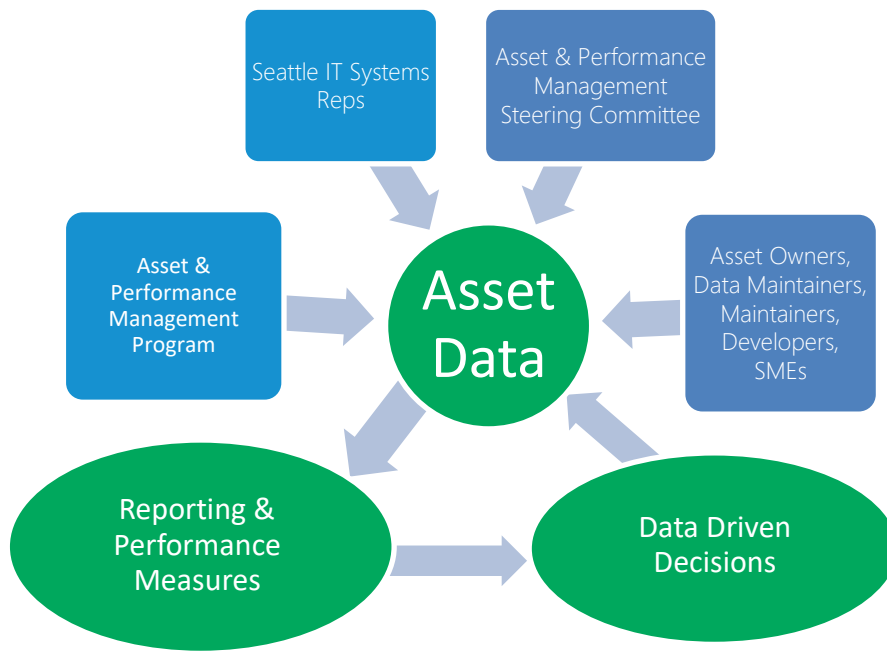 Seattle IT Systems
Reps
Asset & Performance
Management
Steering Committee
Asset &
Performance
Management
Program
Asset
Data
Asset Owners,
Data Maintainers,
Maintainers,
Developers,
SMEs
Reporting &
Performance
Measures
Data Driven
Decisions